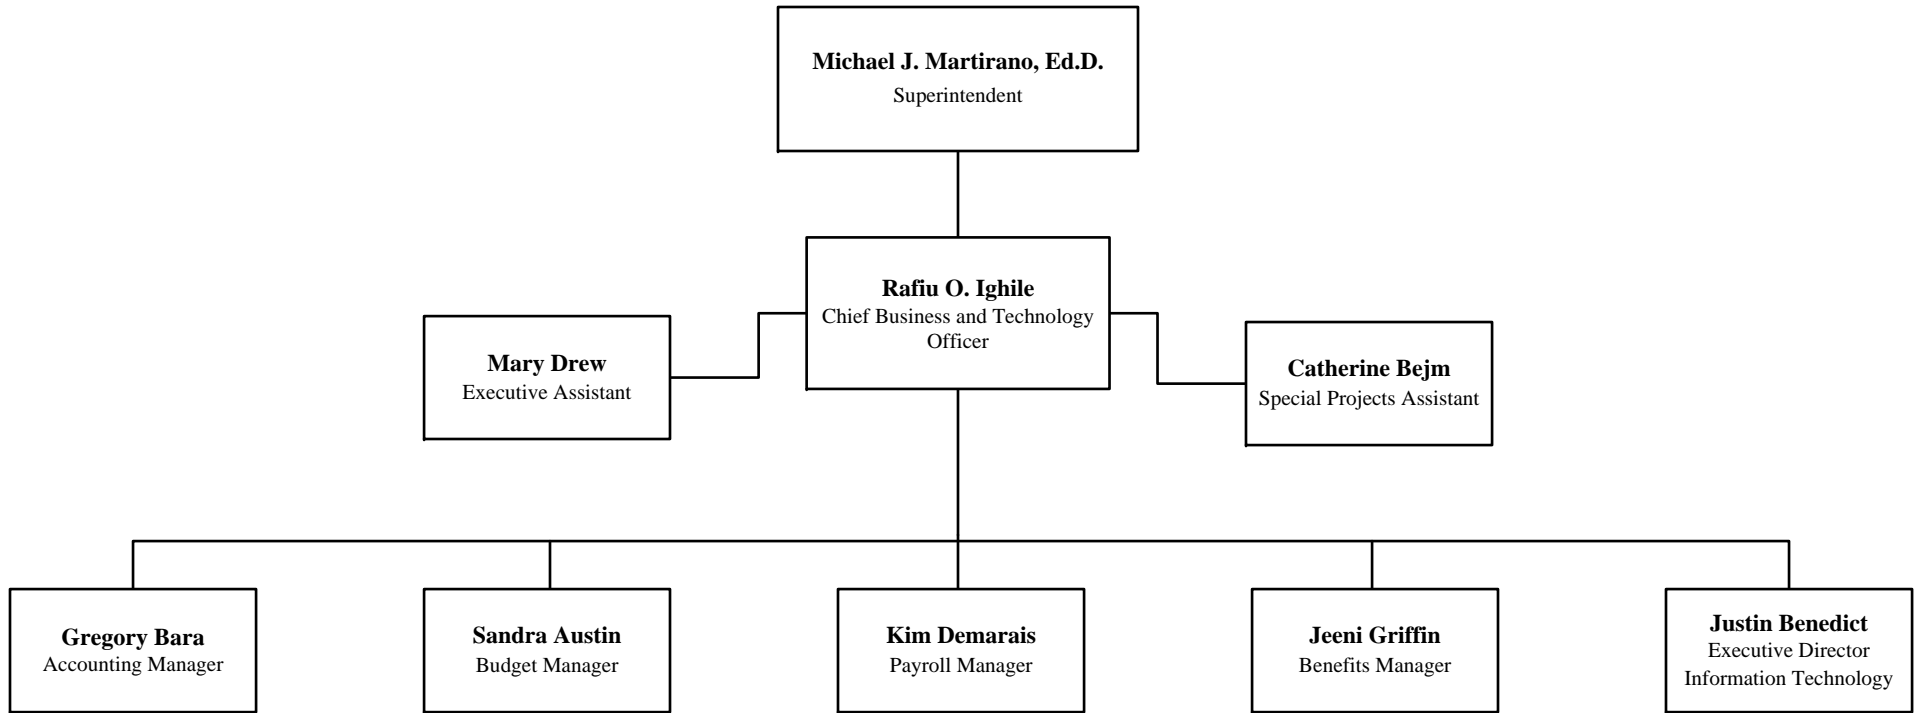 Michael J. Martirano, Ed.D.
Superintendent
Rafiu O. Ighile
Chief Business and Technology
Officer
Mary Drew
Executive Assistant
Catherine Bejm
Special Projects Assistant
Gregory Bara
Accounting Manager
Sandra Austin
Budget Manager
Kim Demarais
Payroll Manager
Jeeni Griffin
Benefits Manager
Justin Benedict
Executive Director
Information Technology